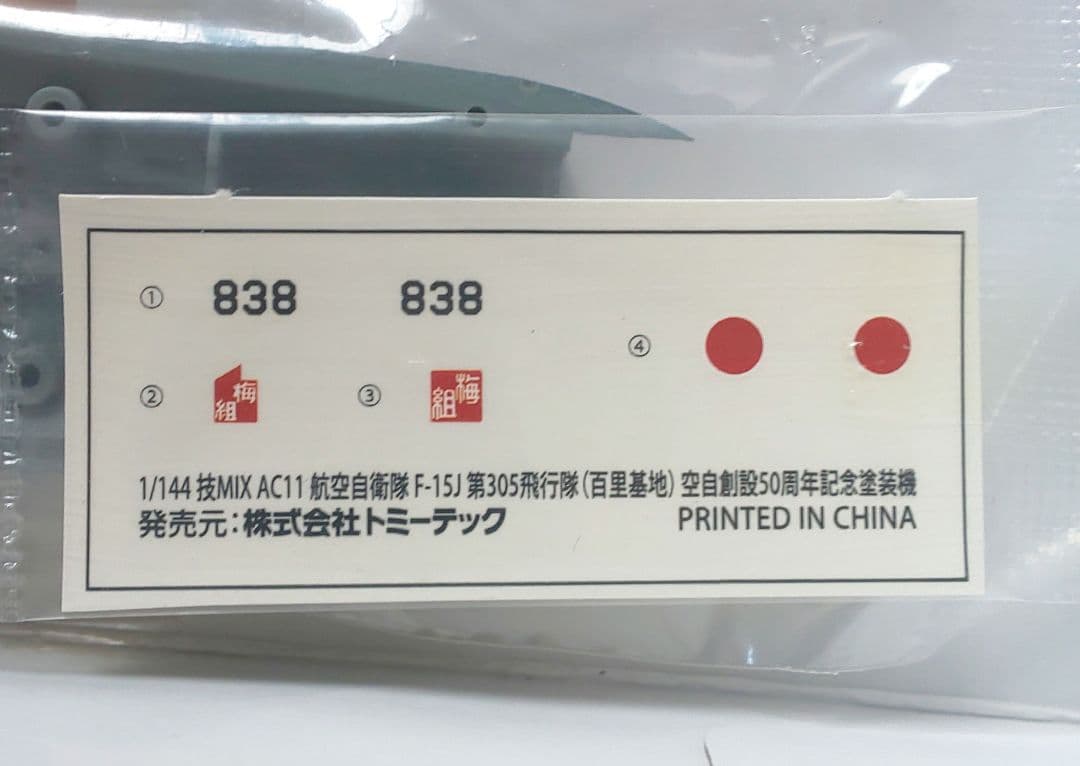 ① 838 838
④
② 梅組 ③ 梅組
1/144 技MIX AC11 航空自衛隊 F-15J 第305飛行隊(百里基地) 空自創設50周年記念塗装機
発売元:株式会社トミーテック PRINTED IN CHINA